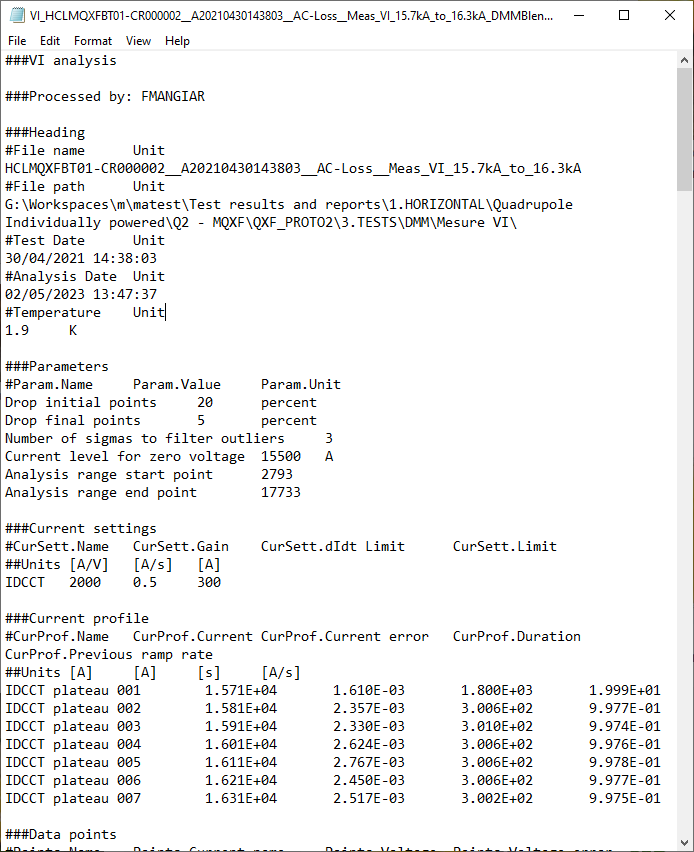 VI_HCLMQXFBT01-CR000002__A20210430143803__AC-Loss__Meas_VI_15.7kA_to_16.3kA_DMMBlen...
File Edit Format View Help
###VI analysis
###Processed by: FMANGIAR
###Heading
#File name Unit
HCLMQXFBT01-CR000002__A20210430143803__AC-Loss__Meas_VI_15.7kA_to_16.3kA
#File path Unit
G:\Workspaces\m\matest\Test results and reports\1.HORIZONTAL\Quadrupole
Individually powered\Q2 - MQXF\QXF_PROTO2\3.TESTS\DMM\Mesure VI\
#Test Date Unit
30/04/2021 14:38:03
#Analysis Date Unit
02/05/2023 13:47:37
#Temperature Unit
1.9 K
###Parameters
#Param.Name Param.Value Param.Unit
Drop initial points 20 percent
Drop final points 5 percent
Number of sigmas to filter outliers 3
Current level for zero voltage 15500 A
Analysis range start point 2793
Analysis range end point 17733
###Current settings
#CurSett.Name CurSett.Gain CurSett.dIdt Limit CurSett.Limit
##Units [A/V] [A/s] [A]
IDCCT 2000 0.5 300
###Current profile
#CurProf.Name CurProf.Current CurProf.Current error CurProf.Duration
CurProf.Previous ramp rate
##Units [A] [A] [s] [A/s]
IDCCT plateau 001 1.571E+04 1.610E-03 1.800E+03 1.999E+01
IDCCT plateau 002 1.581E+04 2.357E-03 3.006E+02 9.977E-01
IDCCT plateau 003 1.591E+04 2.330E-03 3.010E+02 9.974E-01
IDCCT plateau 004 1.601E+04 2.624E-03 3.006E+02 9.976E-01
IDCCT plateau 005 1.611E+04 2.767E-03 3.006E+02 9.978E-01
IDCCT plateau 006 1.621E+04 2.450E-03 3.006E+02 9.977E-01
IDCCT plateau 007 1.631E+04 2.517E-03 3.002E+02 9.975E-01
###Data points